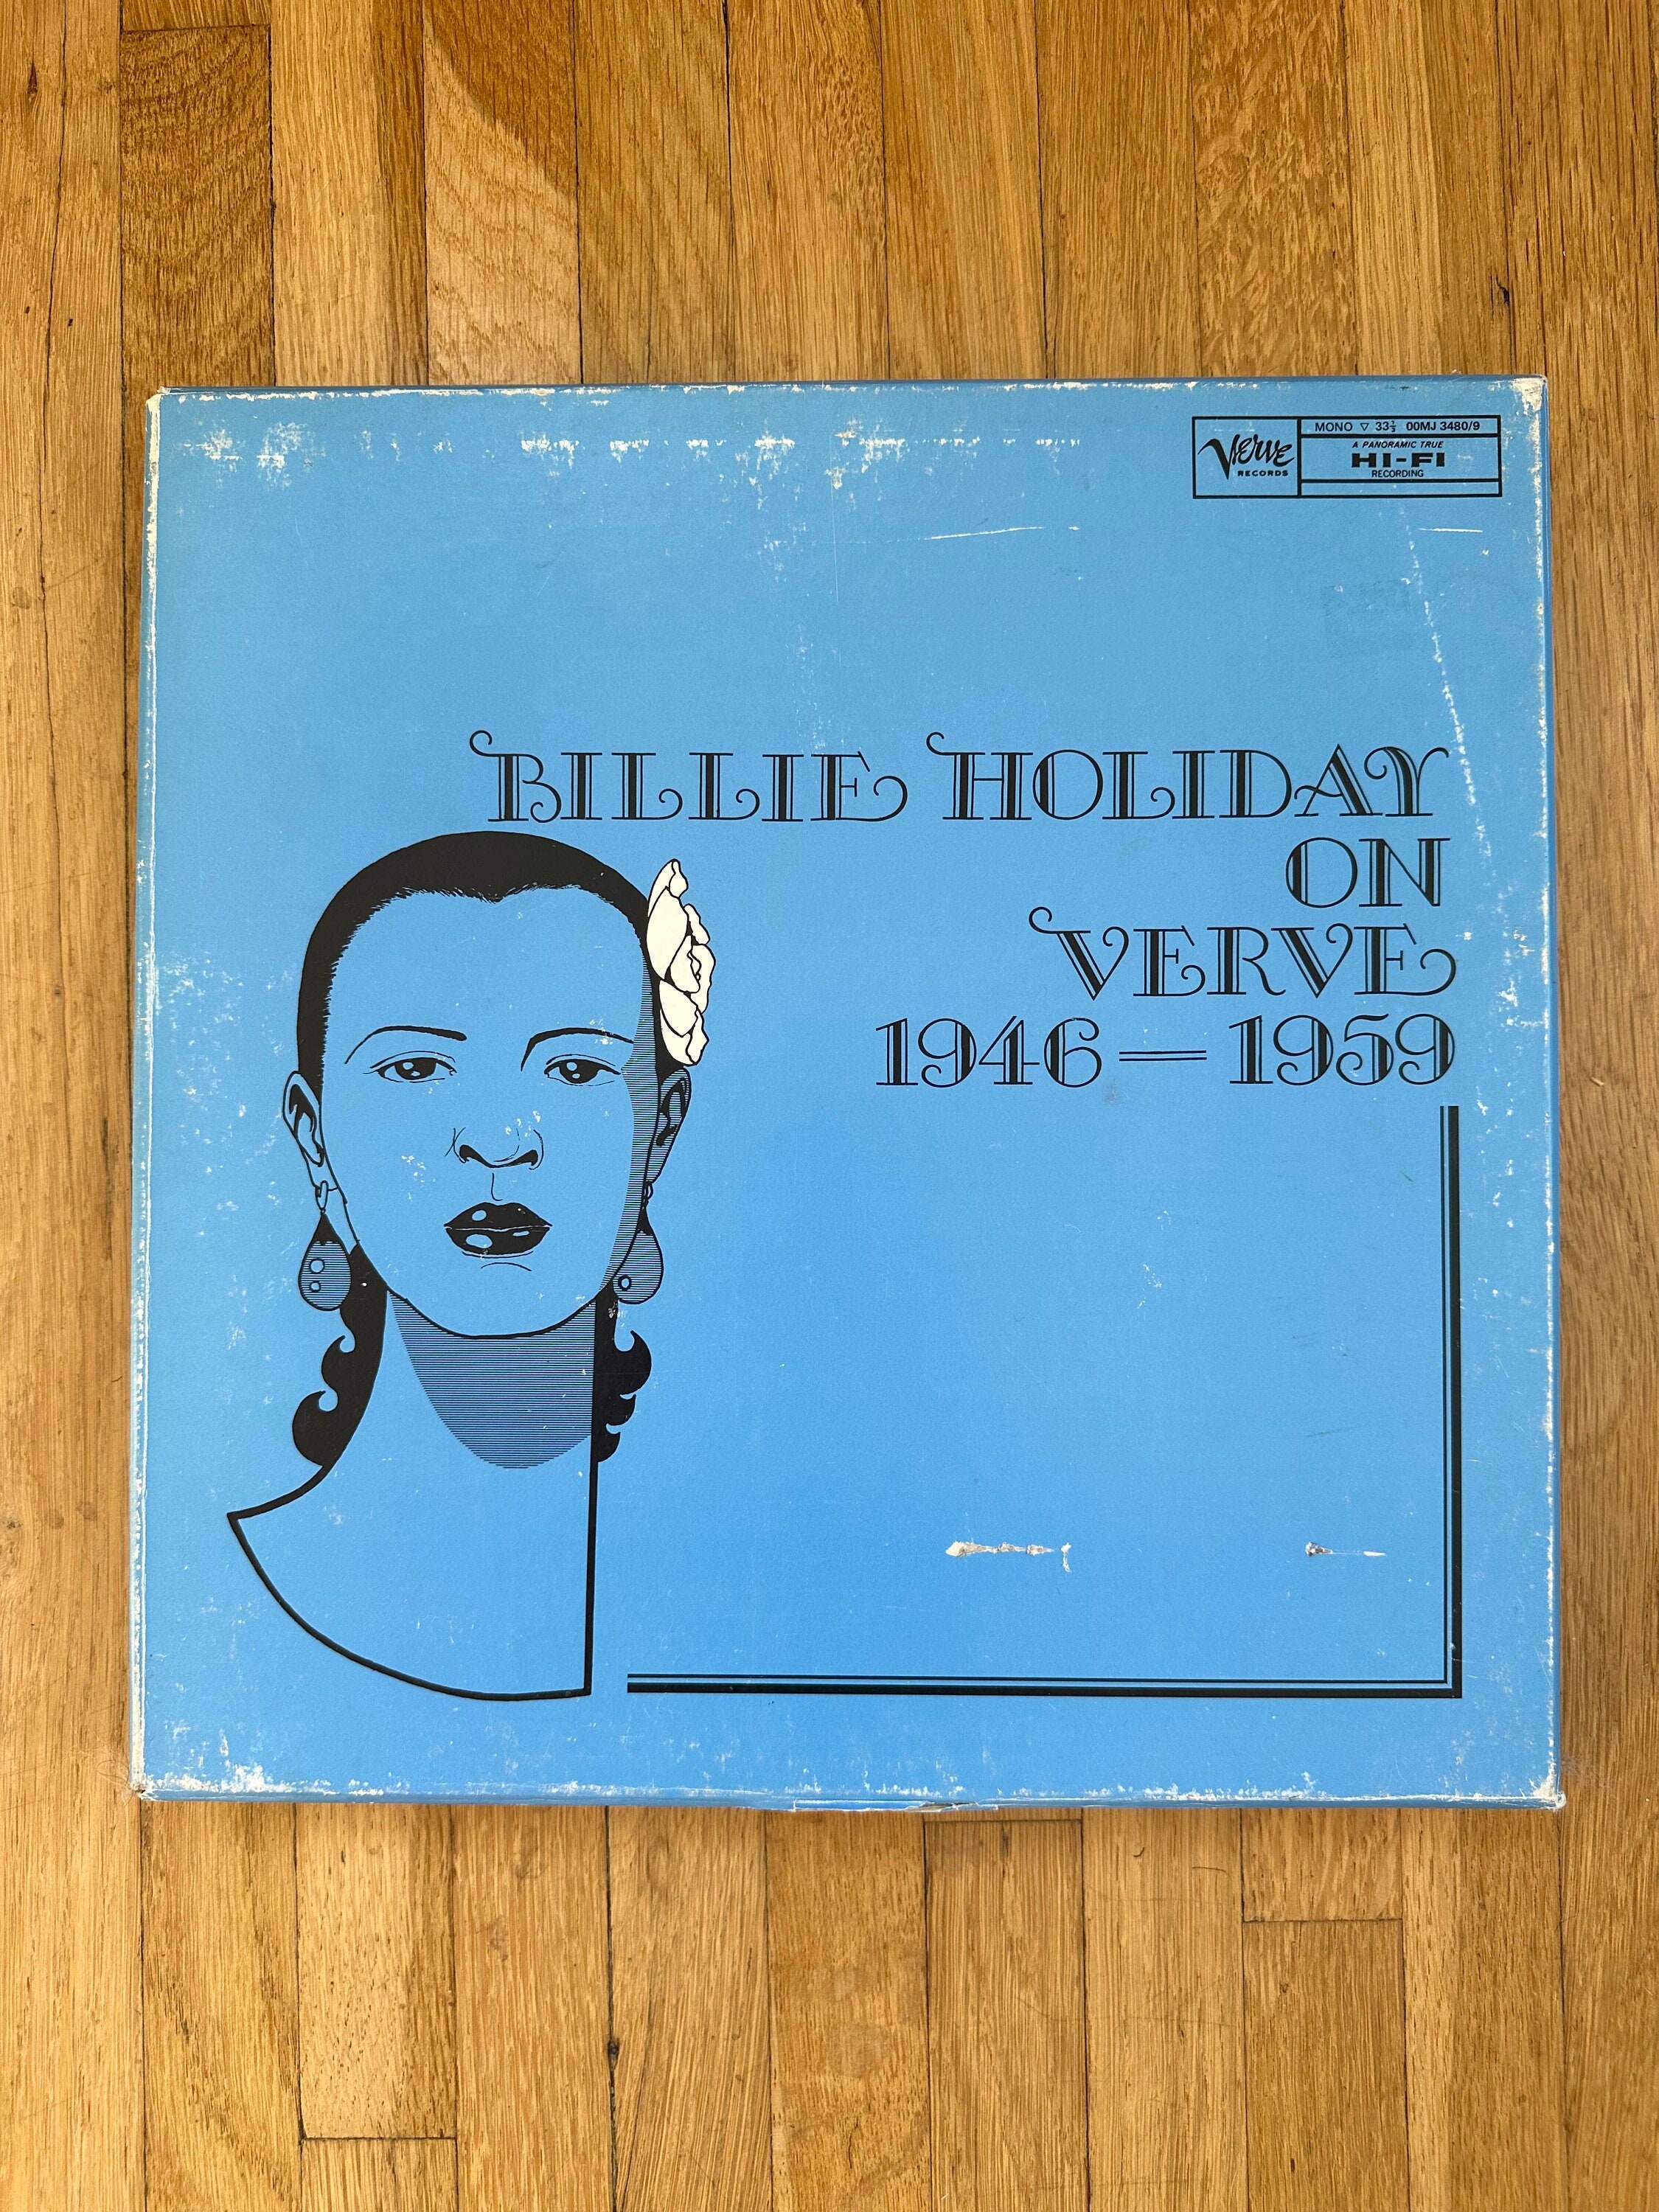 Verve
RECORDS
MONO ▽ 33⅓ 00MJ 3480/9
A PANORAMIC TRUE
HI-FI
RECORDING
BILLIE HOLIDAY
ON
VERVE
1946—1959